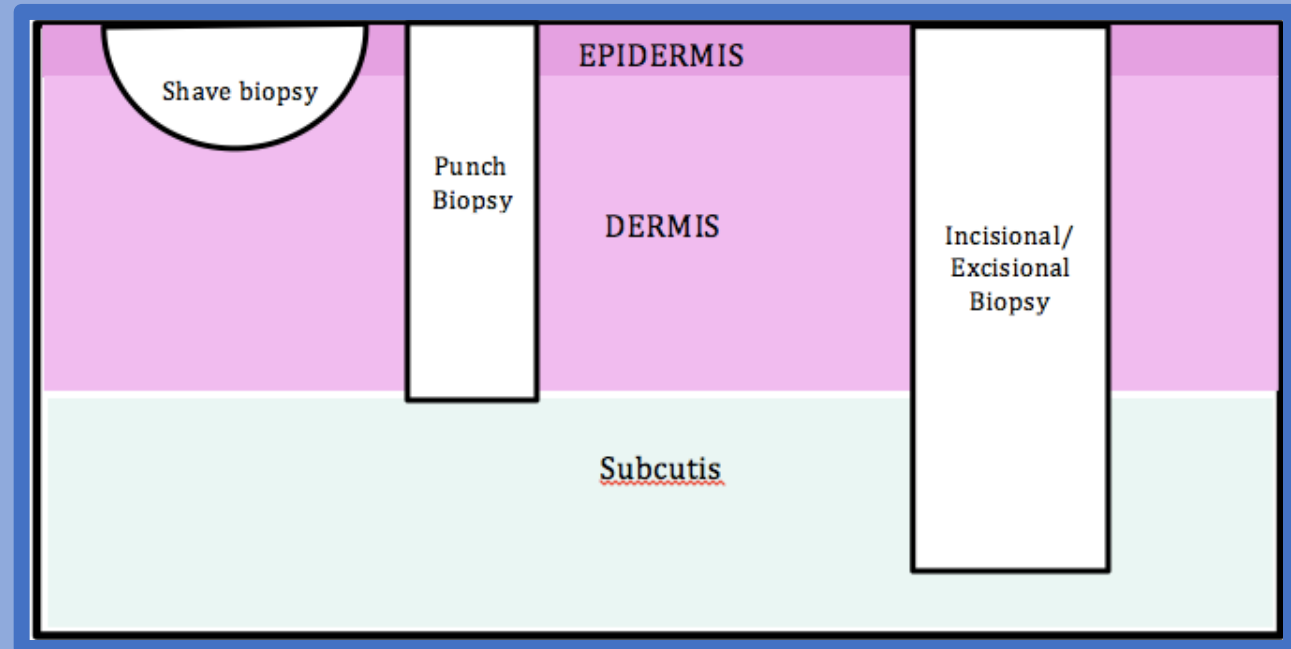 EPIDERMIS
Shave biopsy
Punch
Biopsy
DERMIS
Incisional/
Excisional
Biopsy
Subcutis